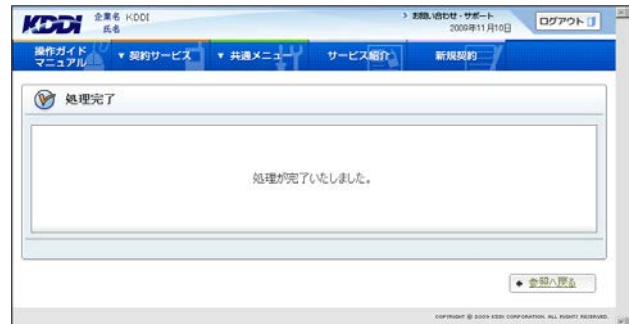 KDDI
企業名 KDDI
氏名
> お問い合わせ・サポート
2009年11月10日
ログアウト
操作ガイド
マニュアル
▼ 契約サービス
▼ 共通メニュー
サービス紹介
新規契約
処理完了
処理が完了いたしました。
参照へ戻る
COPYRIGHT © 2009 KDDI CORPORATION. ALL RIGHTS RESERVED.